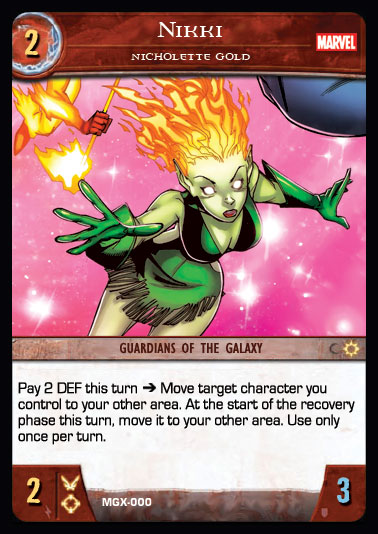 2
Nikki
Nicholette Gold
MARVEL
GUARDIANS OF THE GALAXY
C
Pay 2 DEF this turn ➔ Move target character you
control to your other area. At the start of the recovery
phase this turn, move it to your other area. Use only
once per turn.
2
MGX-000
3